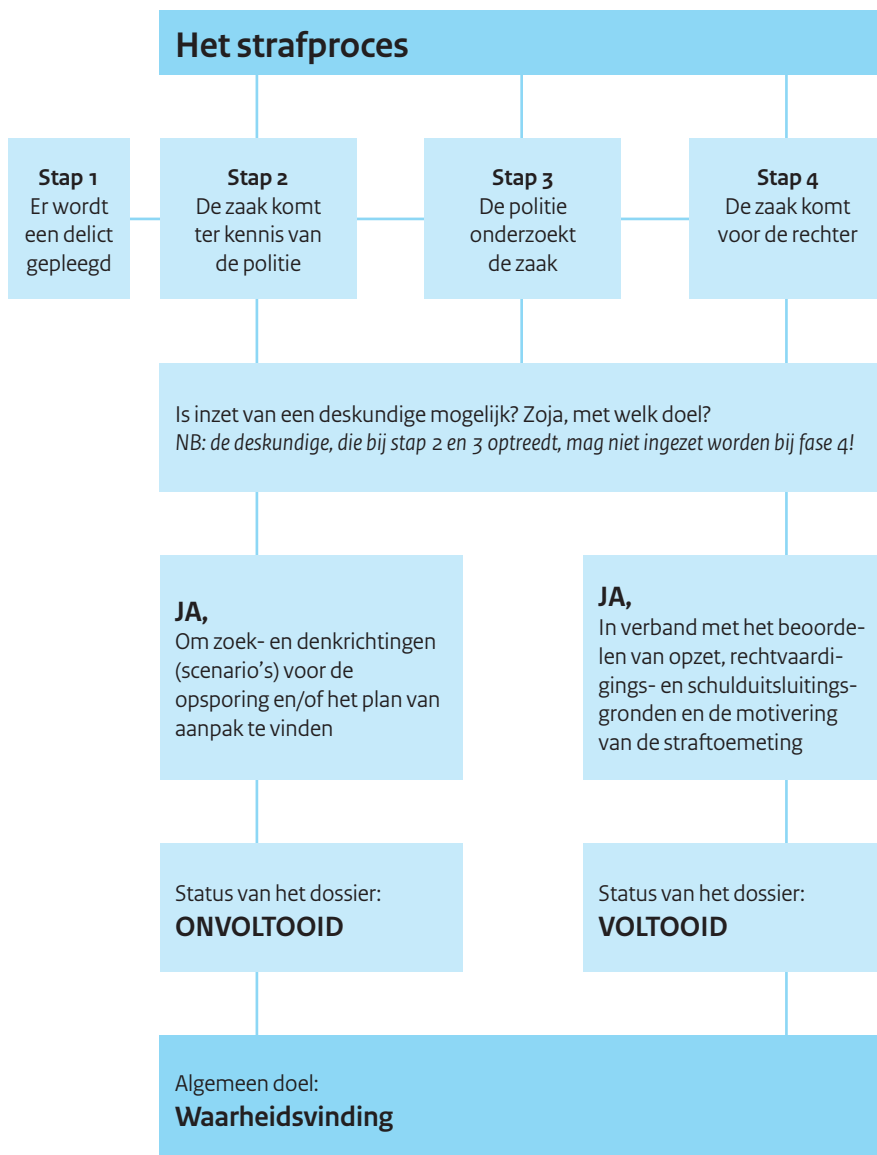 Het strafproces
Stap 1
Er wordt
een delict
gepleegd
Stap 2
De zaak komt
ter kennis van
de politie
Stap 3
De politie
onderzoekt
de zaak
Stap 4
De zaak komt
voor de rechter
Is inzet van een deskundige mogelijk? Zoja, met welk doel?
NB: de deskundige, die bij stap 2 en 3 optreedt, mag niet ingezet worden bij fase 4!
JA,
Om zoek- en denkrichtingen
(scenario's) voor de
opsporing en/of het plan van
aanpak te vinden
JA,
In verband met het beoorde-
len van opzet, rechtvaardi-
gings- en schulduitsluitings-
gronden en de motivering
van de straftoemeting
Status van het dossier:
ONVOLTOOID
Status van het dossier:
VOLTOOID
Algemeen doel:
Waarheidsvinding